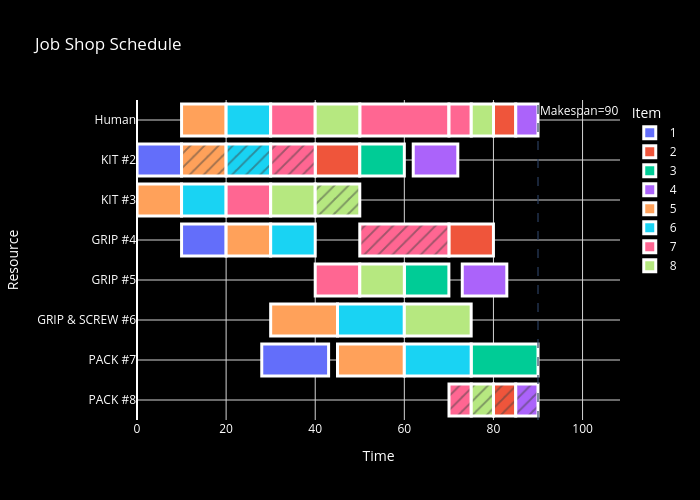 Job Shop Schedule
Makespan=90
Item
1
2
3
4
5
6
7
8
Resource
Human
KIT #2
KIT #3
GRIP #4
GRIP #5
GRIP & SCREW #6
PACK #7
PACK #8
0 20 40 60 80 100
Time